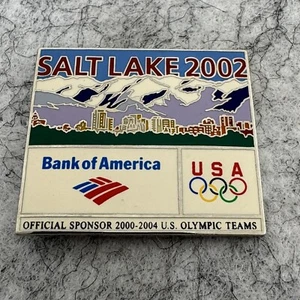 SALT LAKE 2002
Bank of America
USA
OFFICIAL SPONSOR 2000-2004 U.S. OLYMPIC TEAMS